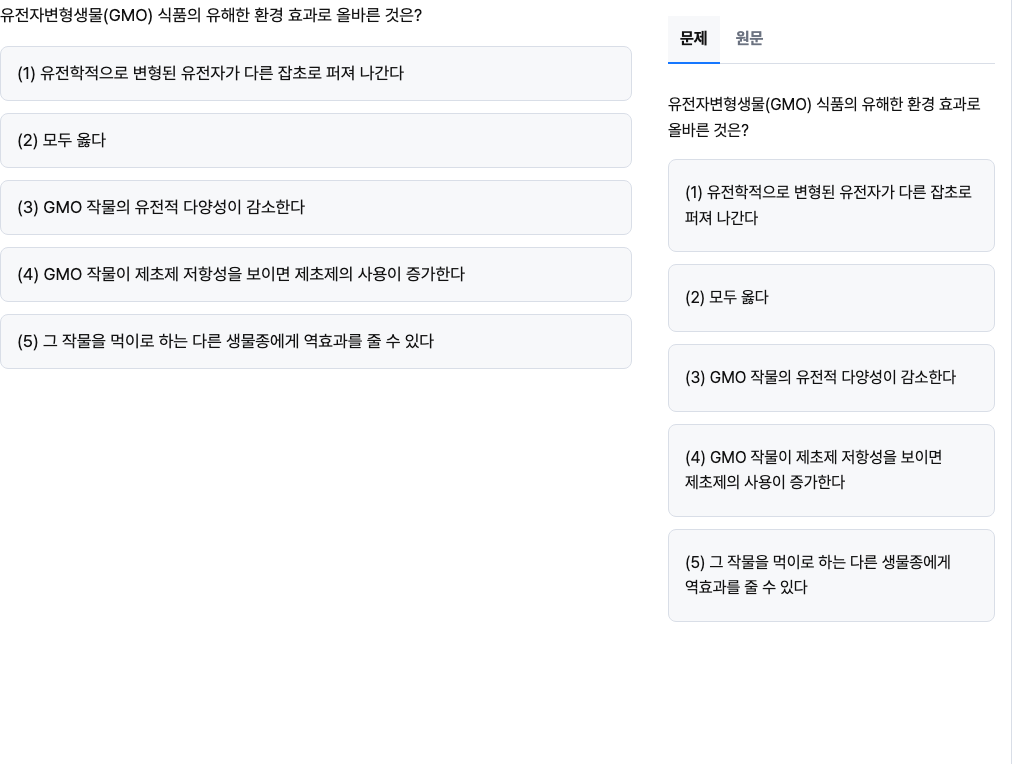 유전자변형생물(GMO) 식품의 유해한 환경 효과로 올바른 것은?
(1) 유전학적으로 변형된 유전자가 다른 잡초로 퍼져 나간다
(2) 모두 옳다
(3) GMO 작물의 유전적 다양성이 감소한다
(4) GMO 작물이 제초제 저항성을 보이면 제초제의 사용이 증가한다
(5) 그 작물을 먹이로 하는 다른 생물종에게 역효과를 줄 수 있다
문제 원문
유전자변형생물(GMO) 식품의 유해한 환경 효과로
올바른 것은?
(1) 유전학적으로 변형된 유전자가 다른 잡초로
퍼져 나간다
(2) 모두 옳다
(3) GMO 작물의 유전적 다양성이 감소한다
(4) GMO 작물이 제초제 저항성을 보이면
제초제의 사용이 증가한다
(5) 그 작물을 먹이로 하는 다른 생물종에게
역효과를 줄 수 있다